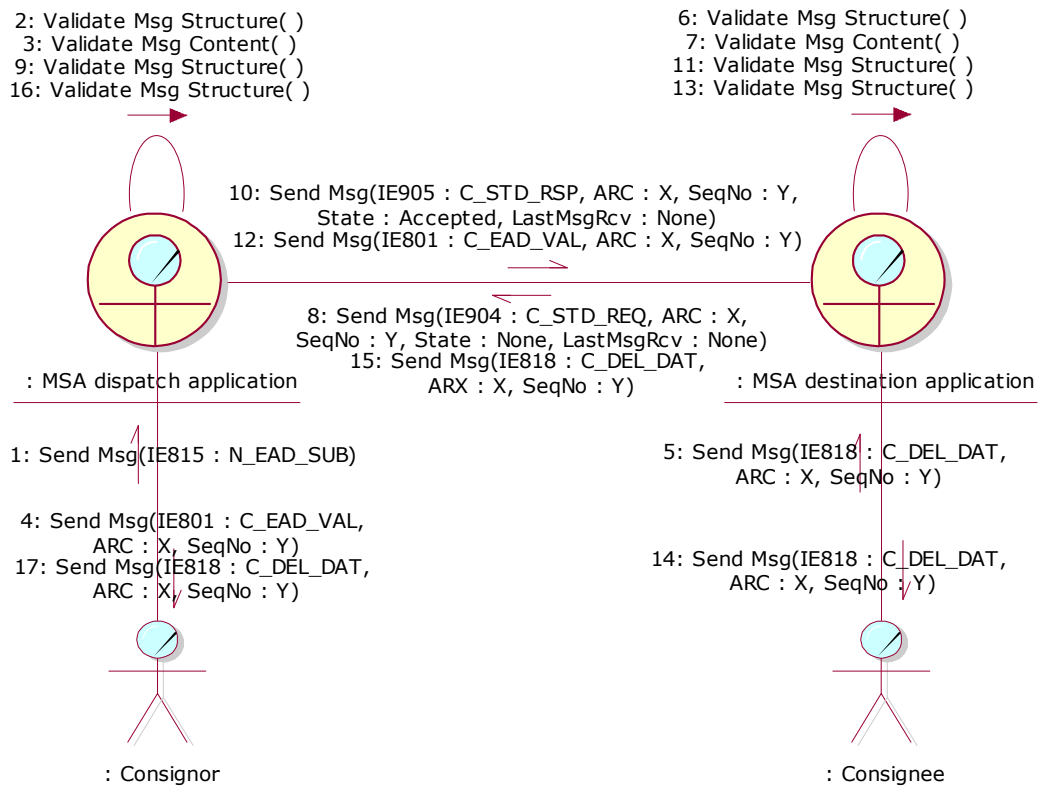 2: Validate Msg Structure( )
3: Validate Msg Content( )
9: Validate Msg Structure( )
16: Validate Msg Structure( )
6: Validate Msg Structure( )
7: Validate Msg Content( )
11: Validate Msg Structure( )
13: Validate Msg Structure( )
10: Send Msg(IE905 : C_STD_RSP, ARC : X, SeqNo : Y,
State : Accepted, LastMsgRcv : None)
12: Send Msg(IE801 : C_EAD_VAL, ARC : X, SeqNo : Y)
8: Send Msg(IE904 : C_STD_REQ, ARC : X,
SeqNo : Y, State : None, LastMsgRcv : None)
15: Send Msg(IE818 : C_DEL_DAT,
ARX : X, SeqNo : Y)
: MSA dispatch application
: MSA destination application
1: Send Msg(IE815 : N_EAD_SUB)
5: Send Msg(IE818 : C_DEL_DAT,
ARC : X, SeqNo : Y)
4: Send Msg(IE801 : C_EAD_VAL,
ARC : X, SeqNo : Y)
17: Send Msg(IE818 : C_DEL_DAT,
ARC : X, SeqNo : Y)
14: Send Msg(IE818 : C_DEL_DAT,
ARC : X, SeqNo : Y)
: Consignor
: Consignee